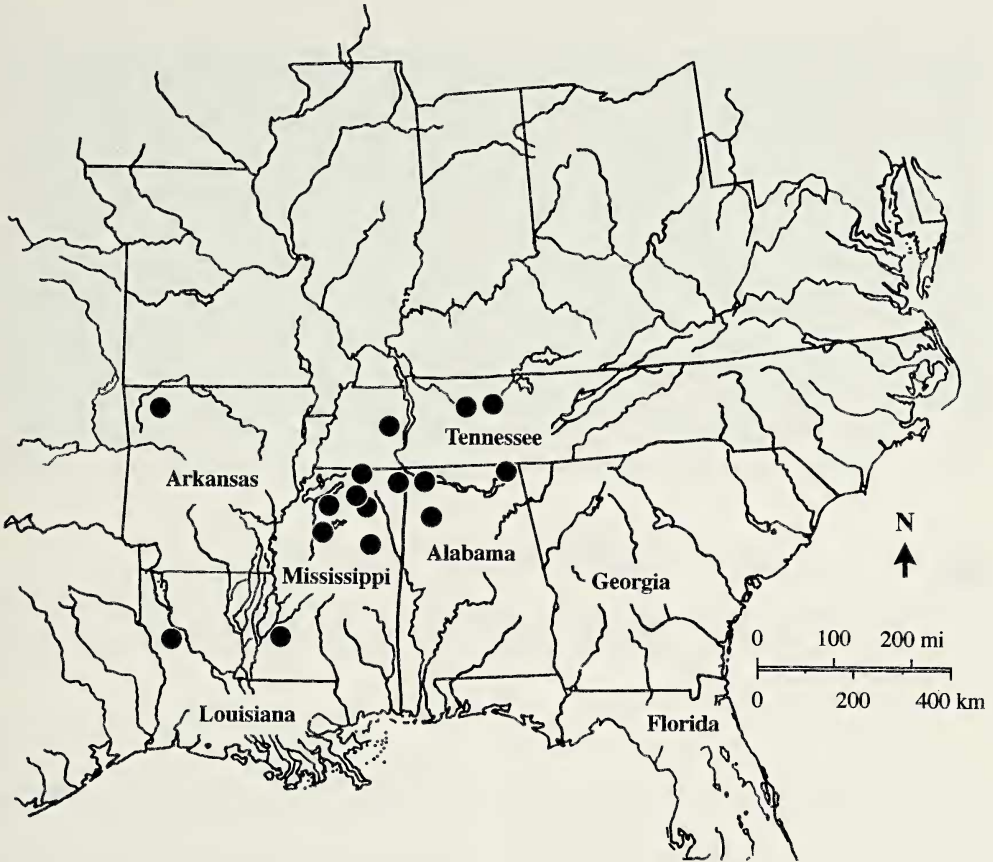 Tennessee
Arkansas
N
Alabama
Mississippi
Georgia
0 100 200 mi
0 200 400 km
Louisiana
Florida